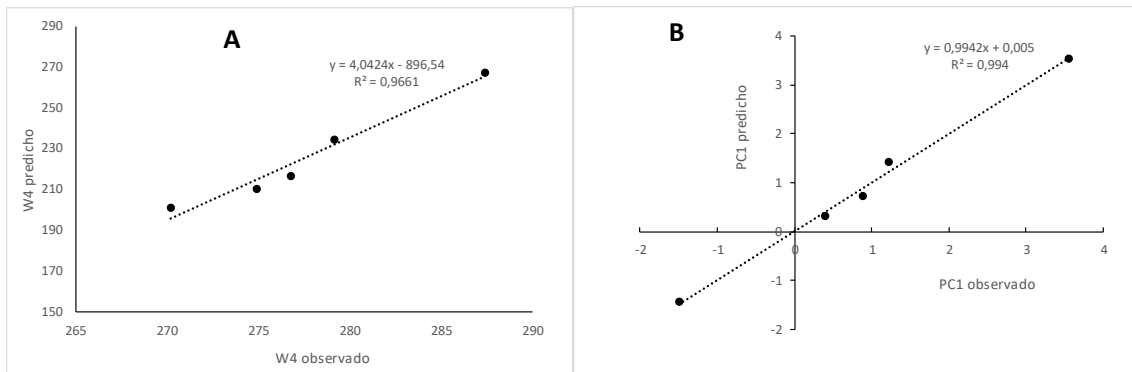 A
y = 4,0424x - 896,54
R² = 0,9661
W4 predicho
290
270
250
230
210
190
170
150
265
270
275
280
285
290
W4 observado
B
y = 0,9942x + 0,005
R² = 0,994
PC1 predicho
4
3
2
1
0
-1
-2
-2
-1
0
1
2
3
4
PC1 observado